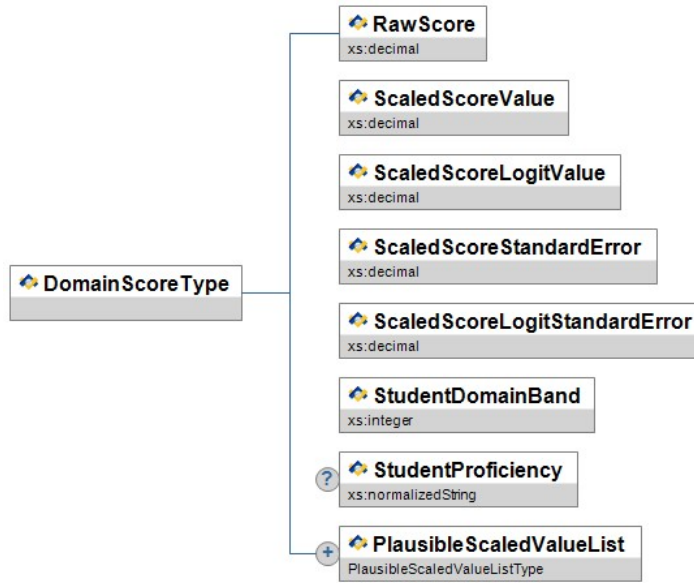 RawScore
xs:decimal
ScaledScoreValue
xs:decimal
ScaledScoreLogitValue
xs:decimal
ScaledScoreStandardError
xs:decimal
DomainScoreType
ScaledScoreLogitStandardError
xs:decimal
StudentDomainBand
xs:integer
?
StudentProficiency
xs:normalizedString
+
PlausibleScaledValueList
PlausibleScaledValueListType